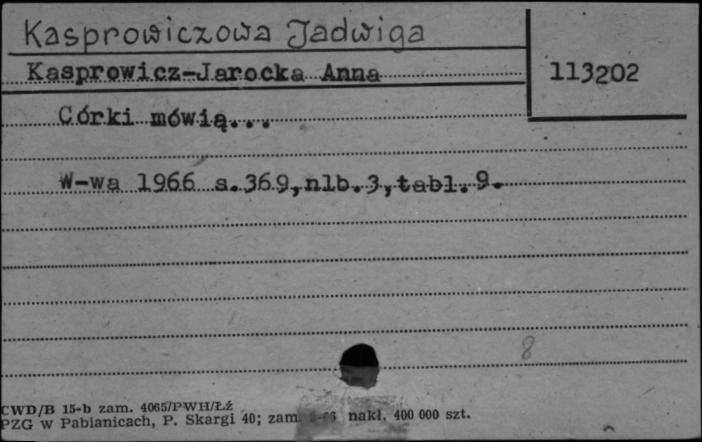 Kasprowiczowa Jadwiga
Kasprowicz-Jarocka Anna
113202
Córki mówią...
W-wa 1966 s.369,nlb.3,tabl.9.
8
CWD/B 15-b zam. 4065/PWH/Łź
PZG w Pabianicach, P. Skargi 40; zam. nakł. 400 000 szt.